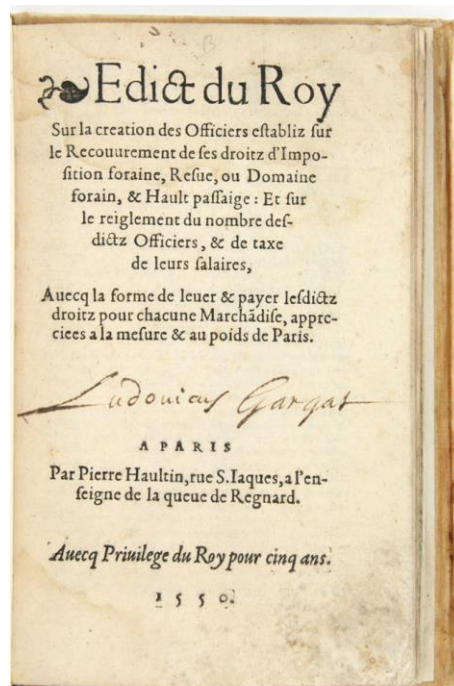 Edict du Roy
Sur la creation des Officiers establiz sur
le Recouurement de ses droitz d'Impo-
sition foraine, Resue, ou Domaine
forain, & Hault passaige : Et sur
le reiglement du nombre des-
dictz Officiers, & de taxe
de leurs salaires,
Auecq la forme de leuer & payer lesdictz
droitz pour chacune Marchãdise, appre-
ciees a la mesure & au poids de Paris.
Ludouicus Gargat
A PARIS
Par Pierre Haultin, rue S. Iaques, a l'en-
seigne de la queue de Regnard.
Auecq Priuilege du Roy pour cinq ans.
1550.